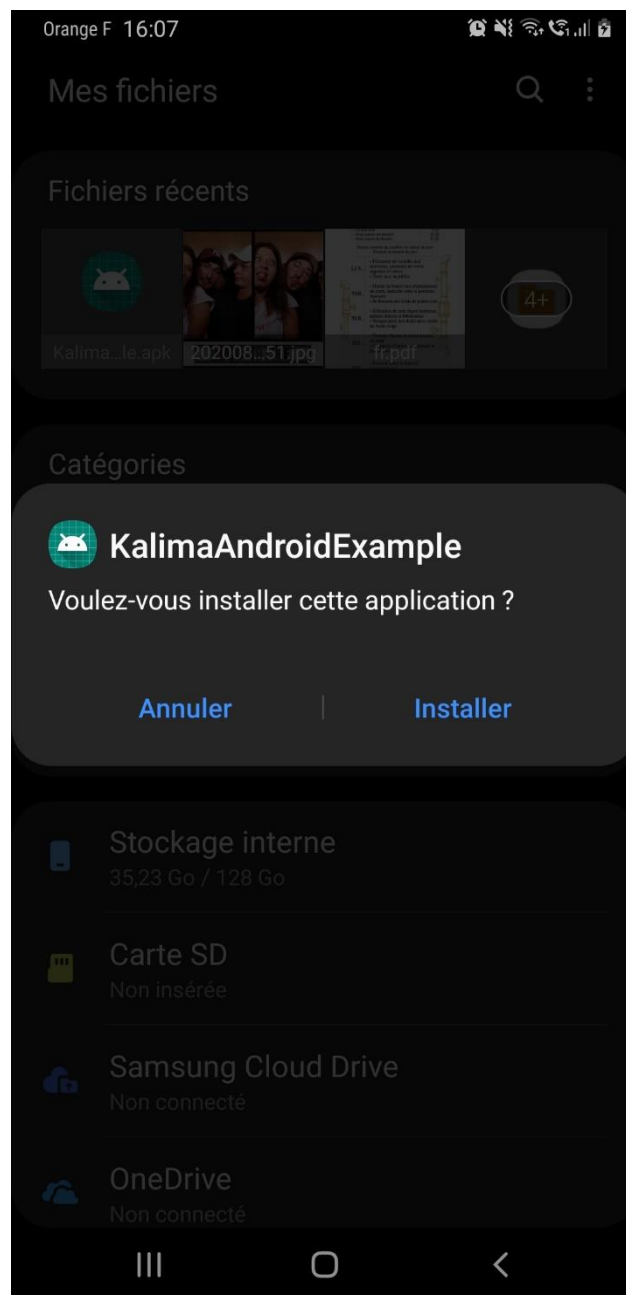 Orange F 16:07
Mes fichiers
Fichiers récents
4+
Kalima...le.apk 202008...51.jpg fr.pdf
Catégories
KalimaAndroidExample
Voulez-vous installer cette application ?
Annuler Installer
Stockage interne
35,23 Go / 128 Go
Carte SD
Non insérée
Samsung Cloud Drive
Non connecté
OneDrive
Non connecté